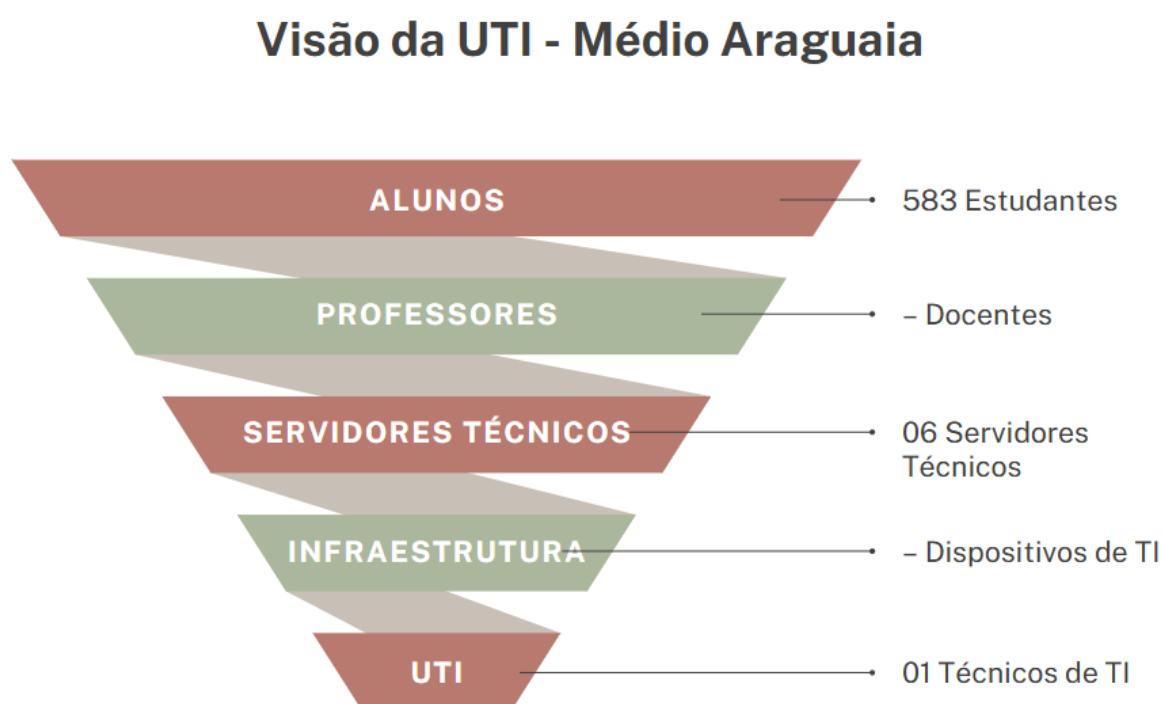 Visão da UTI - Médio Araguaia
ALUNOS
583 Estudantes
PROFESSORES
– Docentes
SERVIDORES TÉCNICOS
06 Servidores
Técnicos
INFRAESTRUTURA
– Dispositivos de TI
UTI
01 Técnicos de TI